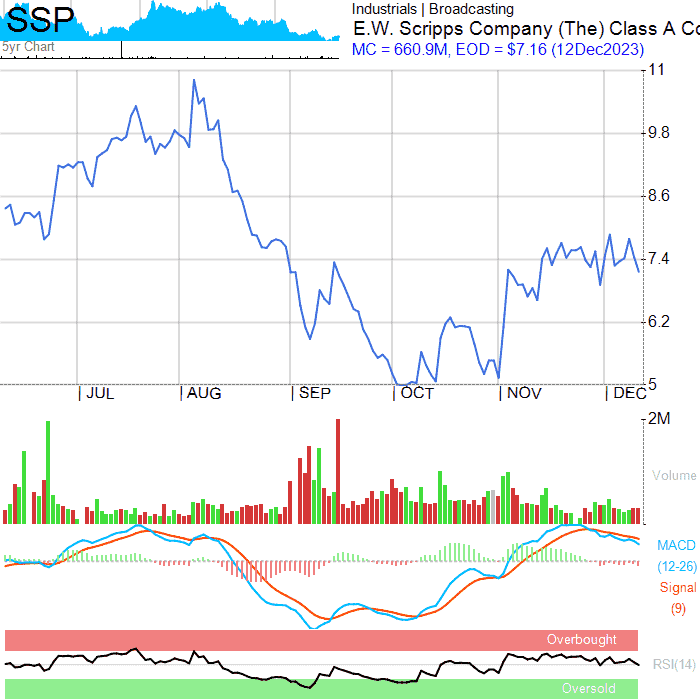 SSP
5yr Chart
Industrials | Broadcasting
E.W. Scripps Company (The) Class A Co
MC = 660.9M, EOD = $7.16 (12Dec2023)
11
9.8
8.6
7.4
6.2
5
JUL AUG SEP OCT NOV DEC
2M
Volume
MACD
(12-26)
Signal
(9)
Overbought
RSI(14)
Oversold